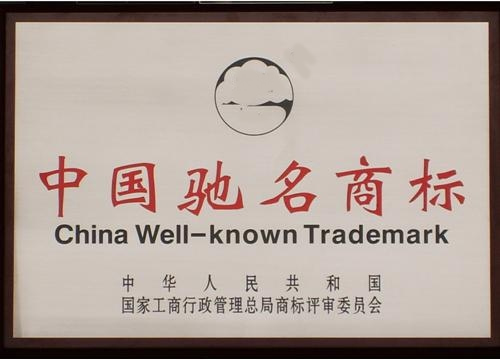 中国驰名商标
China Well-known Trademark
中华人民共和国
国家工商行政管理总局商标评审委员会